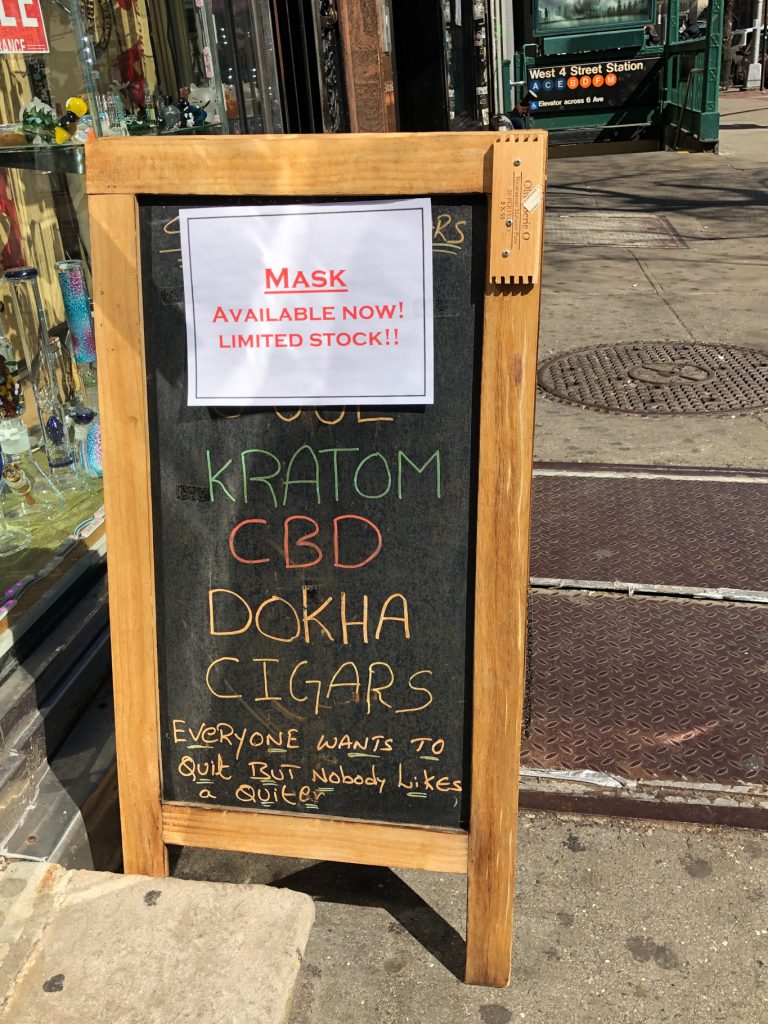 West 4 Street Station
A C E B D F M
Elevator across 6 Ave
RS
MASK
AVAILABLE NOW!
LIMITED STOCK!!
KRATOM
CBD
DOKHA
CIGARS
EVERYONE WANTS TO
Quit BUT NOBODY LIKES
a QUITER